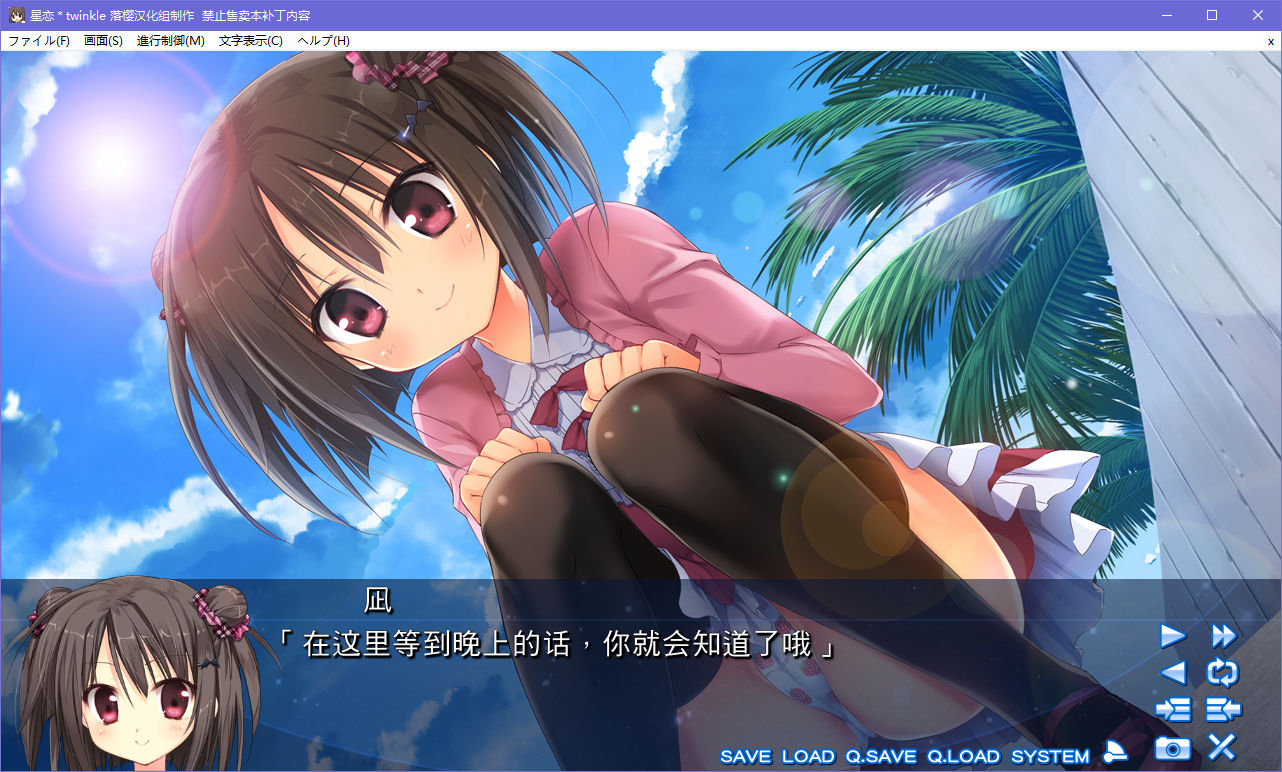 星恋*twinkle 落樱汉化组制作 禁止售卖本补丁内容
ファイル(F) 画面(S) 進行制御(M) 文字表示(C) ヘルプ(H) x
凪
「在这里等到晚上的话，你就会知道了哦」
SAVE LOAD Q.SAVE Q.LOAD SYSTEM